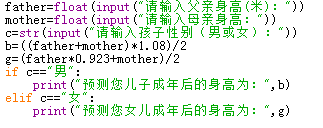 father=float(input("请输入父亲身高(米)："))
mother=float(input("请输入母亲身高："))
c=str(input("请输入孩子性别（男或女）："))
b=((father+mother)*1.08)/2
g=(father*0.923+mother)/2
if c=="男":
    print("预测您儿子成年后的身高为：",b)
elif c=="女":
    print("预测您女儿成年后的身高为：",g)